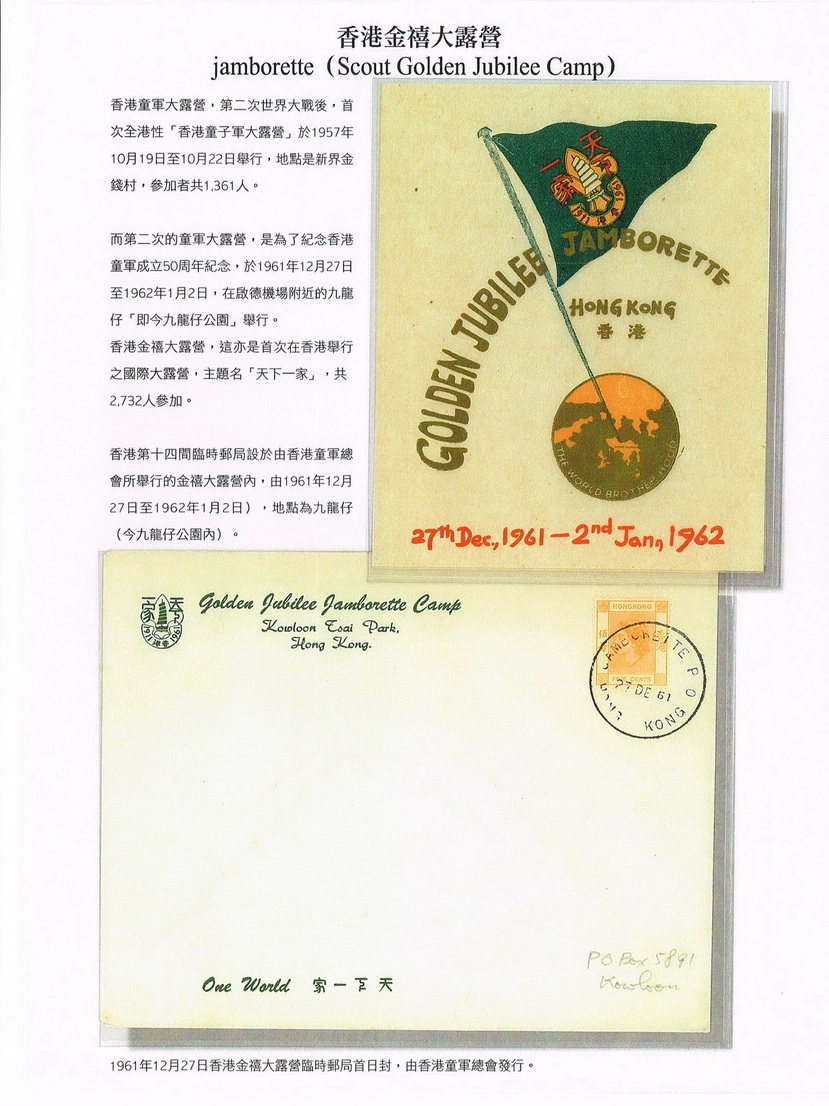 香港金禧大露營
jamborette（Scout Golden Jubilee Camp）
香港童軍大露營，第二次世界大戰後，首
次全港性「香港童子軍大露營」於1957年
10月19日至10月22日舉行，地點是新界金
錢村，參加者共1,361人。
而第二次的童軍大露營，是為了紀念香港
童軍成立50周年紀念，於1961年12月27日
至1962年1月2日，在啟德機場附近的九龍
仔「即今九龍仔公園」舉行。
香港金禧大露營，這亦是首次在香港舉行
之國際大露營，主題名「天下一家」，共
2,732人參加。
香港第十四間臨時郵局設於由香港童軍總
會所舉行的金禧大露營內，由1961年12月
27日至1962年1月2日），地點為九龍仔
（今九龍仔公園內）。
天下
一家
1911 港香 1961
GOLDEN JUBILEE JAMBORETTE
HONG KONG
香港
THE WORLD BROTHERHOOD
27th Dec., 1961 — 2nd Jan., 1962
天下
一家
1911 港香 1961
Golden Jubilee Jamborette Camp
Kowloon Tsai Park,
Hong Kong.
HONGKONG
FIVE CENTS
JAMBORETTE P O
27 DE 61
HONG KONG
PO Box 5891
Kowloon
One World 家一下天
1961年12月27日香港金禧大露營臨時郵局首日封，由香港童軍總會發行。